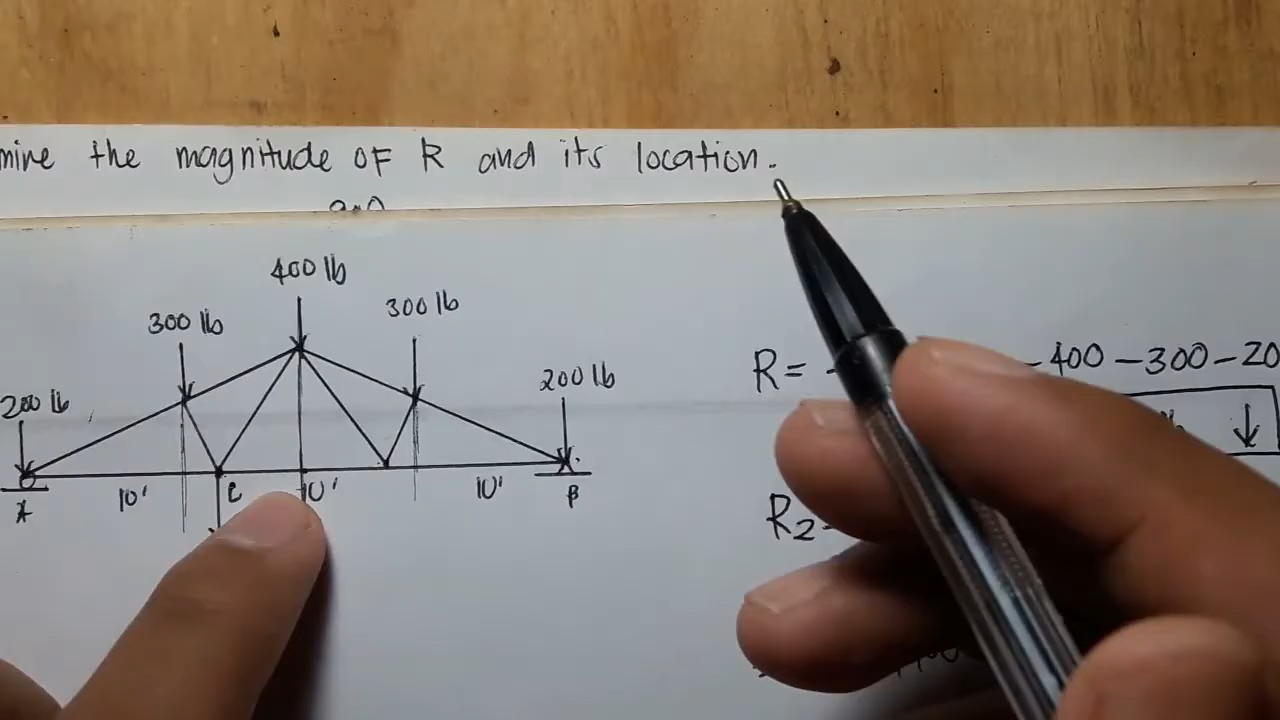 mine the magnitude of R and its location.
400 lb
300 lb
300 lb
200 lb
200 lb
10'
C
10'
10'
A
B
R= - -400 -300 -20
R₂=